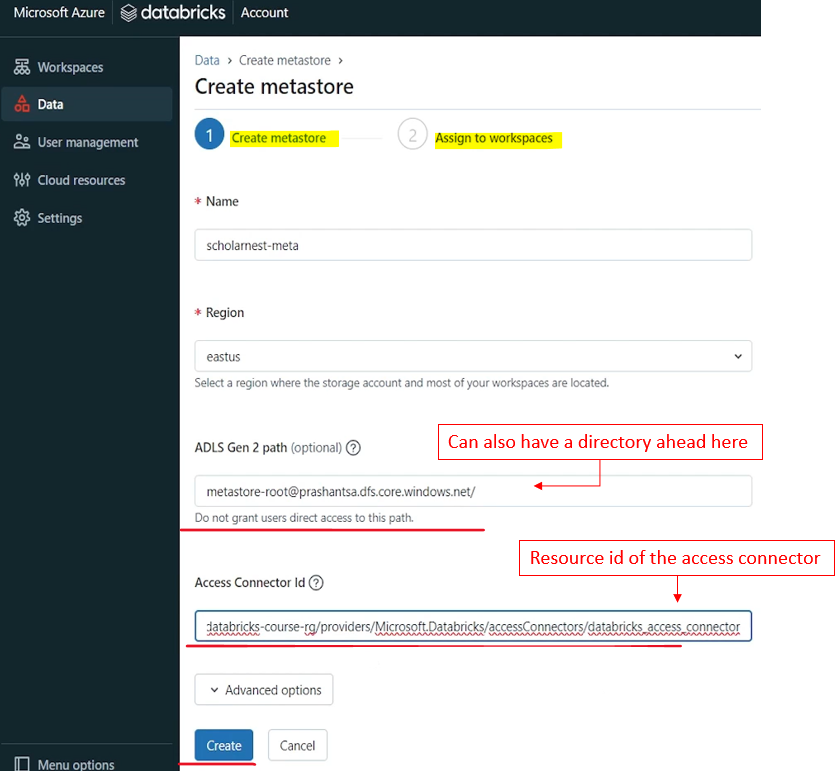 Microsoft Azure databricks Account
Workspaces
Data
User management
Cloud resources
Settings
Menu options
Data > Create metastore >
Create metastore
1 Create metastore 2 Assign to workspaces
* Name
scholarnest-meta
* Region
eastus
Select a region where the storage account and most of your workspaces are located.
Can also have a directory ahead here
ADLS Gen 2 path (optional) ?
metastore-root@prashantsa.dfs.core.windows.net/
Do not grant users direct access to this path.
Resource id of the access connector
Access Connector Id ?
databricks-course-rg/providers/Microsoft.Databricks/accessConnectors/databricks_access_connector
Advanced options
Create Cancel